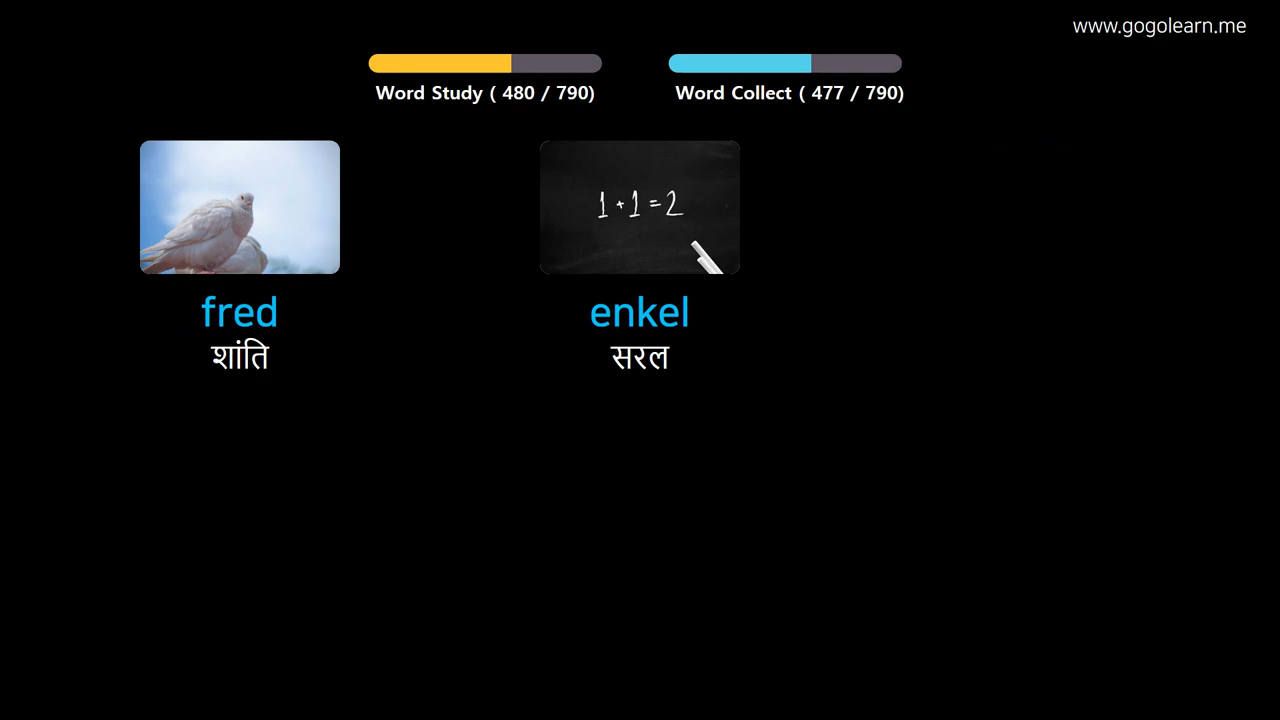 www.gogolearn.me
Word Study ( 480 / 790)
Word Collect ( 477 / 790)
1 + 1 = 2
fred
enkel
शांति
सरल